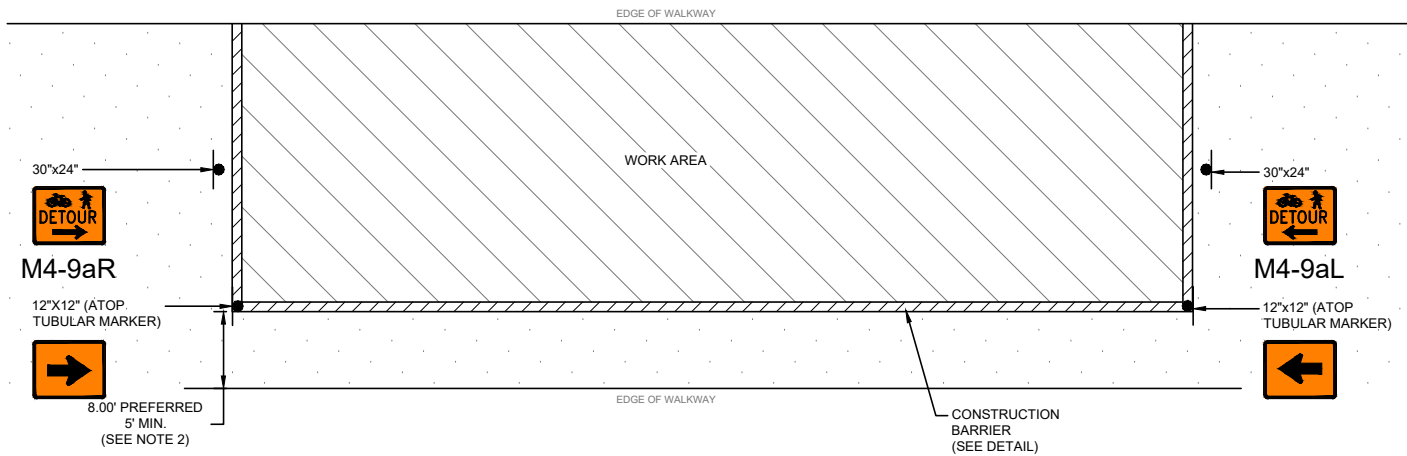 EDGE OF WALKWAY
WORK AREA
30"x24"
DETOUR
M4-9aR
12"X12" (ATOP
TUBULAR MARKER)
8.00' PREFERRED
5' MIN.
(SEE NOTE 2)
EDGE OF WALKWAY
CONSTRUCTION
BARRIER
(SEE DETAIL)
30"x24"
DETOUR
M4-9aL
12"x12" (ATOP
TUBULAR MARKER)